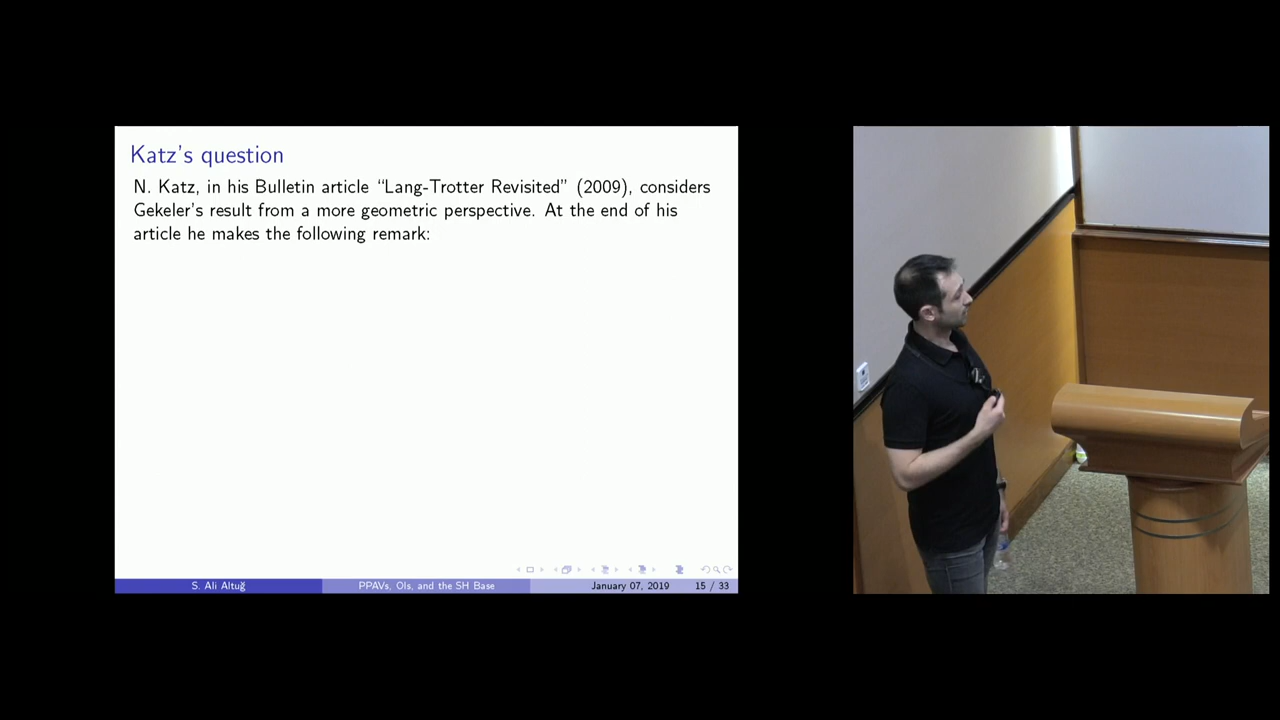 Katz's question
N. Katz, in his Bulletin article “Lang-Trotter Revisited” (2009), considers
Gekeler's result from a more geometric perspective. At the end of his
article he makes the following remark:
S. Ali Altuğ
PPAVs, OIs, and the SH Base
January 07, 2019
15 / 33